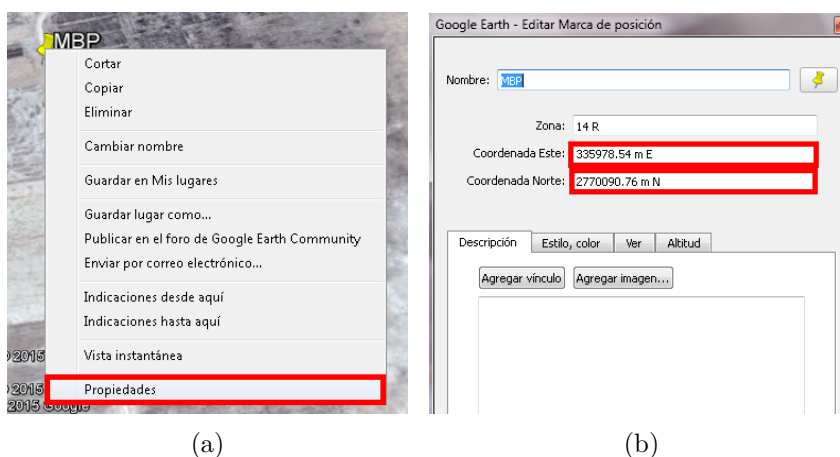 MBP
Cortar
Copiar
Eliminar
Cambiar nombre
Guardar en Mis lugares
Guardar lugar como...
Publicar en el foro de Google Earth Community
Enviar por correo electrónico...
Indicaciones desde aquí
Indicaciones hasta aquí
Vista instantánea
Propiedades
2015
2015
2015 Google
(a)
Google Earth - Editar Marca de posición
Nombre: MBP
Zona: 14 R
Coordenada Este: 335978.54 m E
Coordenada Norte: 2770090.76 m N
Descripción Estilo, color Ver Altitud
Agregar vínculo Agregar imagen...
(b)